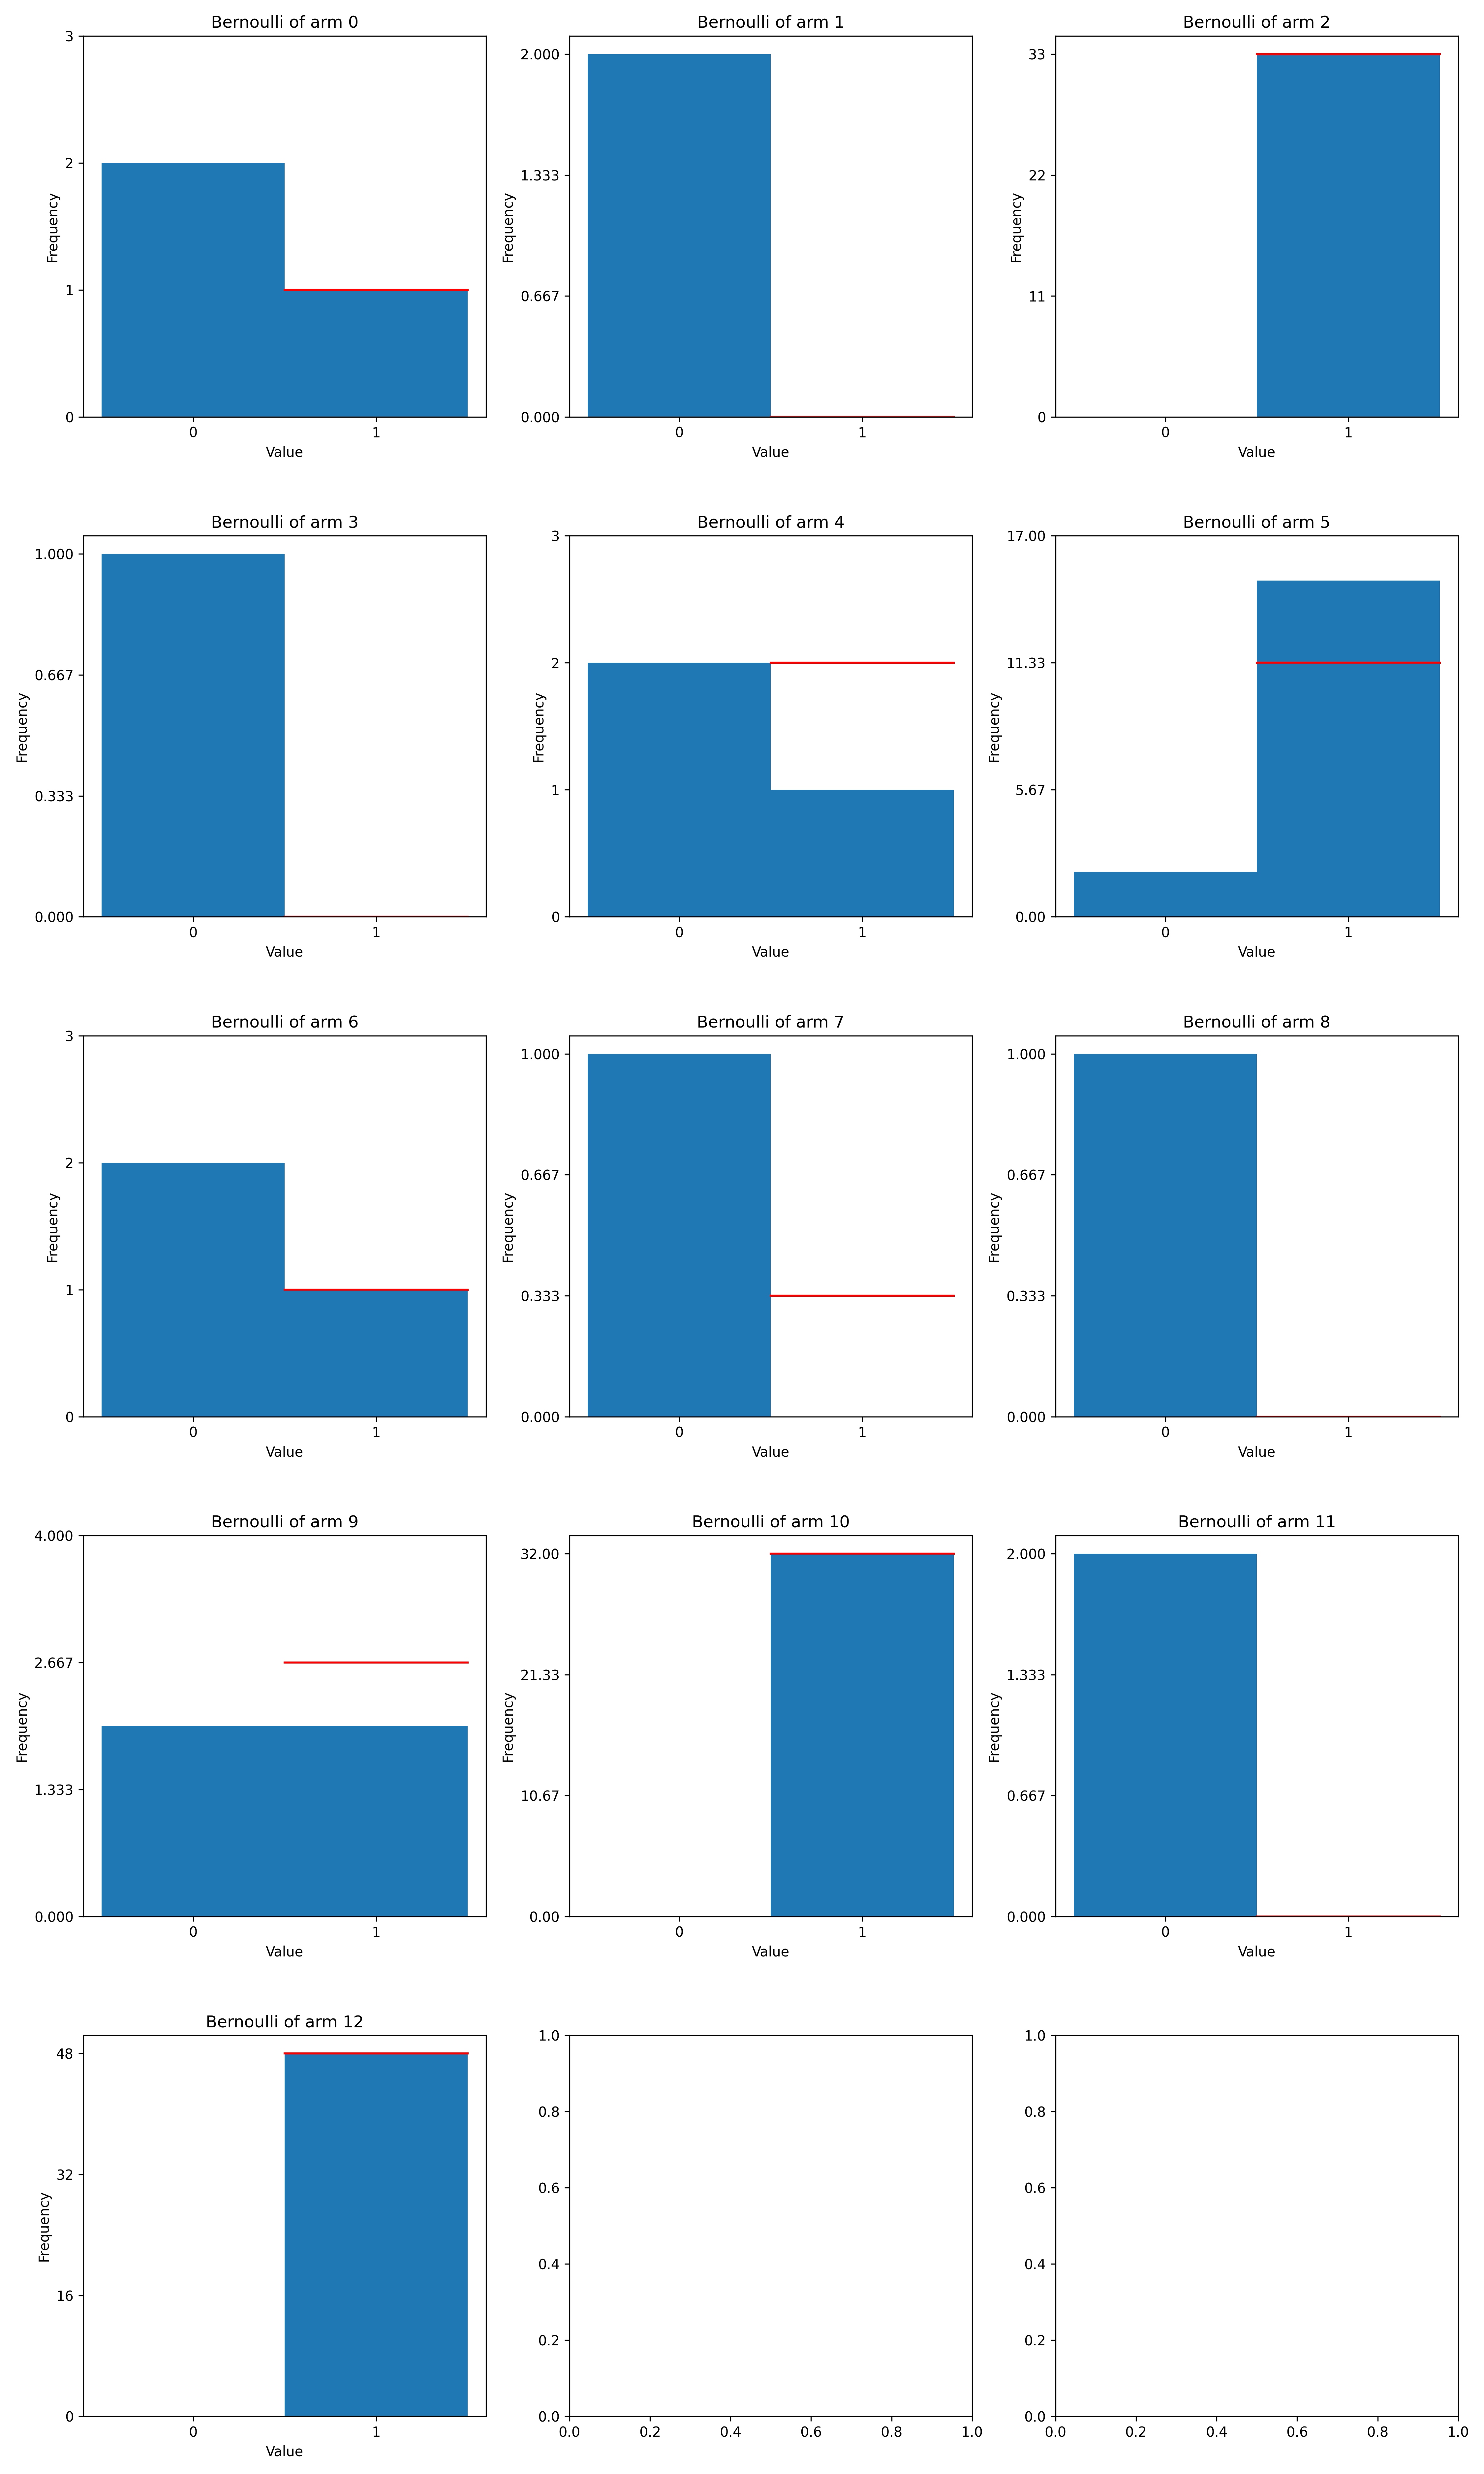 Bernoulli of arm 0
3
2
1
0
Frequency
0 1
Value
Bernoulli of arm 1
2.000
1.333
0.667
0.000
Frequency
0 1
Value
Bernoulli of arm 2
33
22
11
0
Frequency
0 1
Value
Bernoulli of arm 3
1.000
0.667
0.333
0.000
Frequency
0 1
Value
Bernoulli of arm 4
3
2
1
0
Frequency
0 1
Value
Bernoulli of arm 5
17.00
11.33
5.67
0.00
Frequency
0 1
Value
Bernoulli of arm 6
3
2
1
0
Frequency
0 1
Value
Bernoulli of arm 7
1.000
0.667
0.333
0.000
Frequency
0 1
Value
Bernoulli of arm 8
1.000
0.667
0.333
0.000
Frequency
0 1
Value
Bernoulli of arm 9
4.000
2.667
1.333
0.000
Frequency
0 1
Value
Bernoulli of arm 10
32.00
21.33
10.67
0.00
Frequency
0 1
Value
Bernoulli of arm 11
2.000
1.333
0.667
0.000
Frequency
0 1
Value
Bernoulli of arm 12
48
32
16
0
Frequency
0 1
Value
1.0
0.8
0.6
0.4
0.2
0.0
0.0 0.2 0.4 0.6 0.8 1.0
1.0
0.8
0.6
0.4
0.2
0.0
0.0 0.2 0.4 0.6 0.8 1.0